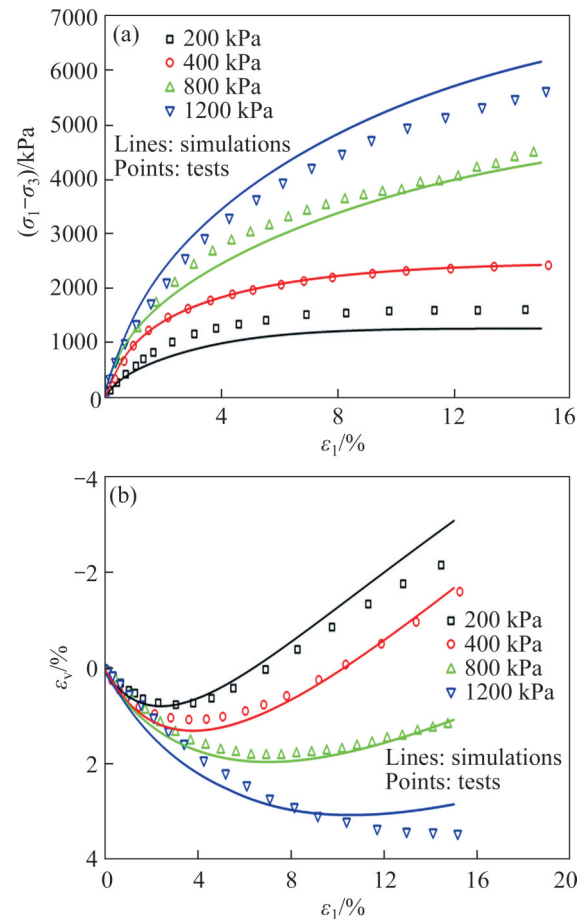 (a)
200 kPa
400 kPa
800 kPa
1200 kPa
Lines: simulations
Points: tests
7000
6000
5000
4000
3000
2000
1000
0
(σ₁−σ₃)/kPa
4 8 12 16
ε₁/%
(b)
−4
−2
0
2
4
εᵥ/%
200 kPa
400 kPa
800 kPa
1200 kPa
Lines: simulations
Points: tests
0 4 8 12 16 20
ε₁/%